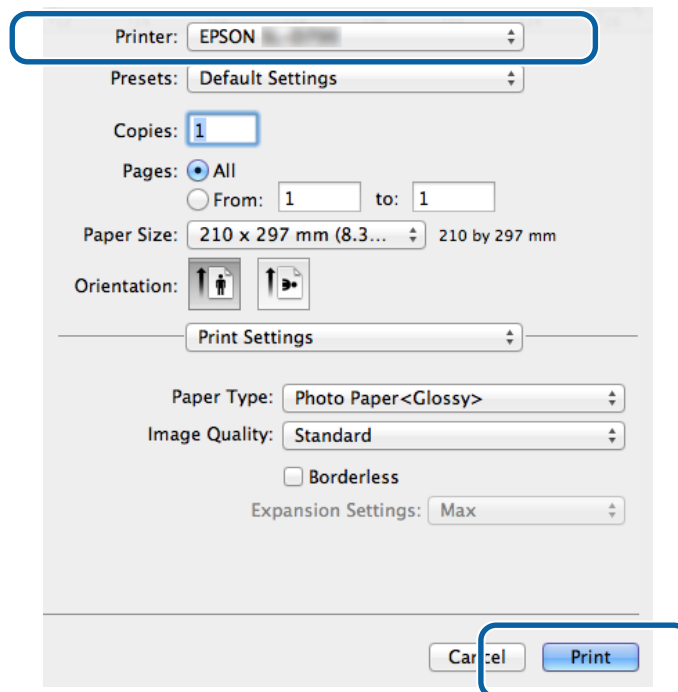 Printer: EPSON
Presets: Default Settings
Copies: 1
Pages: All
From: 1 to: 1
Paper Size: 210 x 297 mm (8.3... 210 by 297 mm
Orientation:
Print Settings
Paper Type: Photo Paper<Glossy>
Image Quality: Standard
Borderless
Expansion Settings: Max
Cancel Print